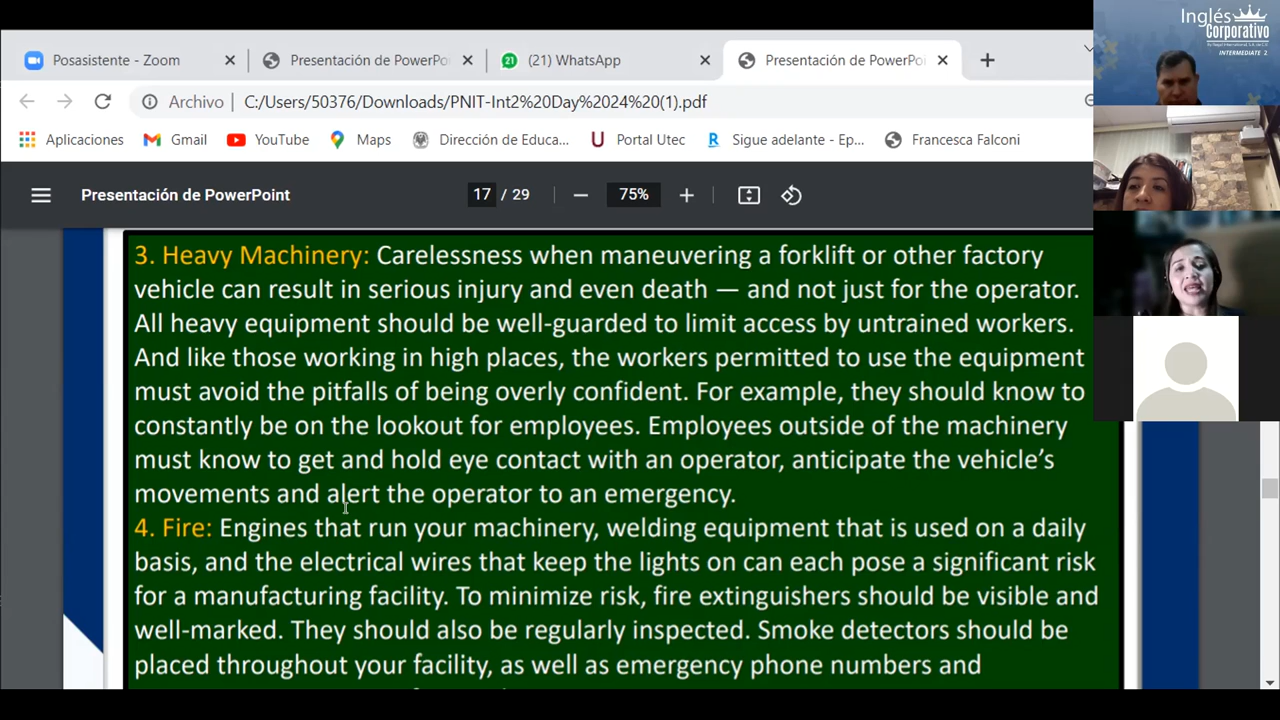 Posasistente - Zoom
Presentación de PowerPo
(21) WhatsApp
Presentación de PowerPoi
21
Archivo
C:/Users/50376/Downloads/PNIT-Int2%20Day%2024%20(1).pdf
Aplicaciones
Gmail
YouTube
Maps
Dirección de Educa...
Portal Utec
Sigue adelante - Ep...
Francesca Falconi
Presentación de PowerPoint
17 / 29
75%
Inglés
Corporativo
INTERMEDIATE 2
3. Heavy Machinery: Carelessness when maneuvering a forklift or other factory
vehicle can result in serious injury and even death — and not just for the operator.
All heavy equipment should be well-guarded to limit access by untrained workers.
And like those working in high places, the workers permitted to use the equipment
must avoid the pitfalls of being overly confident. For example, they should know to
constantly be on the lookout for employees. Employees outside of the machinery
must know to get and hold eye contact with an operator, anticipate the vehicle's
movements and alert the operator to an emergency.
4. Fire: Engines that run your machinery, welding equipment that is used on a daily
basis, and the electrical wires that keep the lights on can each pose a significant risk
for a manufacturing facility. To minimize risk, fire extinguishers should be visible and
well-marked. They should also be regularly inspected. Smoke detectors should be
placed throughout your facility, as well as emergency phone numbers and